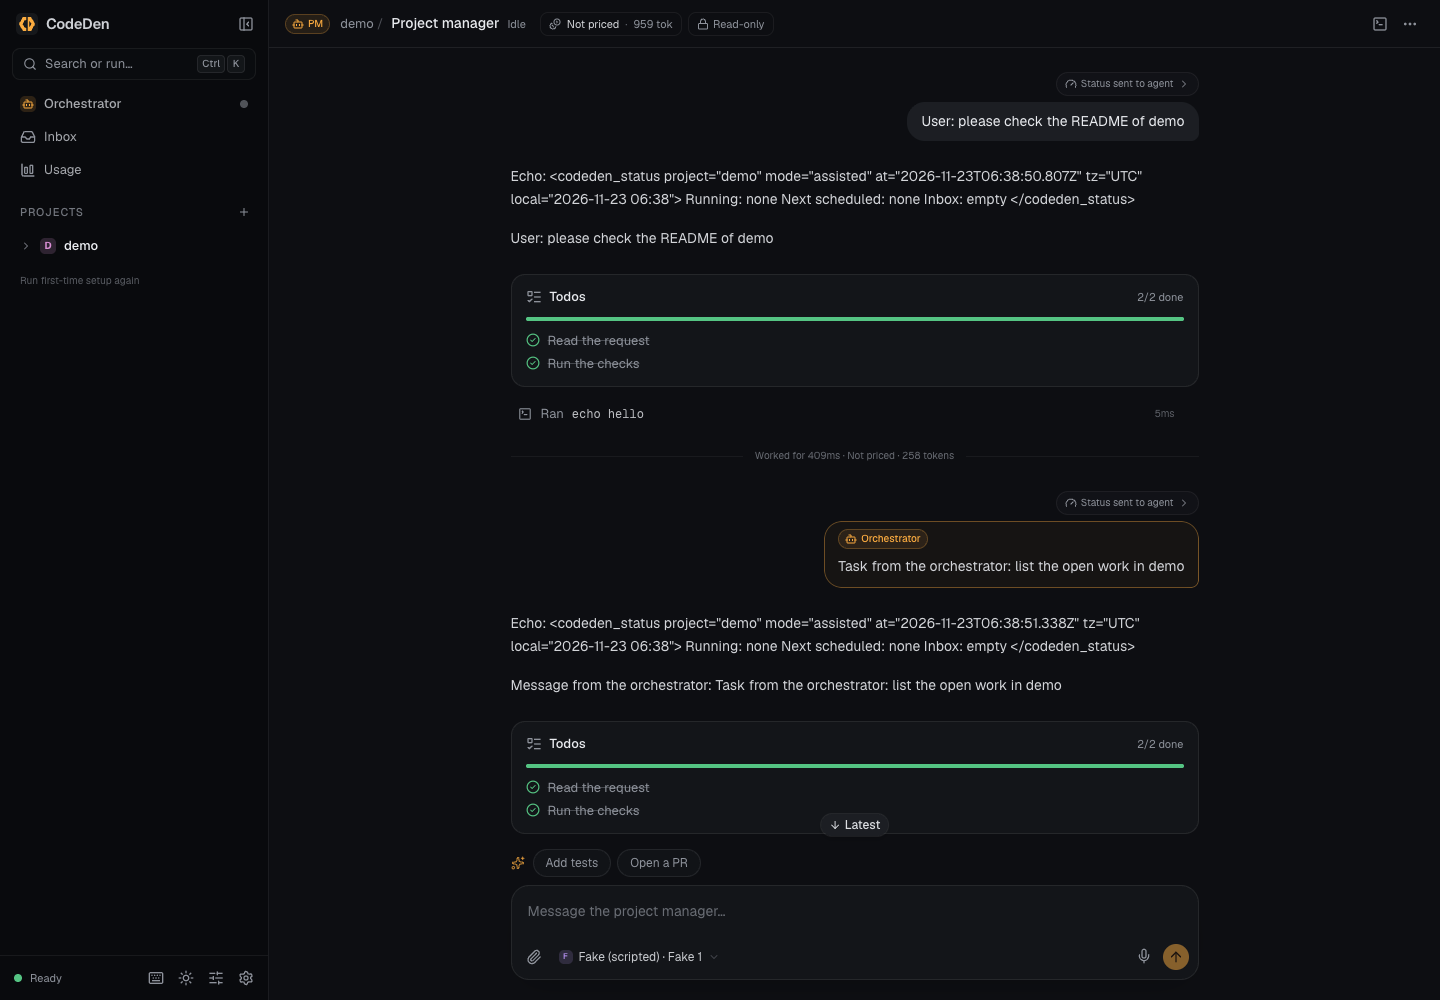 CodeDen
Search or run… Ctrl K
Orchestrator
Inbox
Usage
PROJECTS
D demo
Run first-time setup again
Ready
PM demo / Project manager Idle Not priced · 959 tok Read-only
Status sent to agent
User: please check the README of demo
Echo: <codeden_status project="demo" mode="assisted" at="2026-11-23T06:38:50.807Z" tz="UTC"
local="2026-11-23 06:38"> Running: none Next scheduled: none Inbox: empty </codeden_status>
User: please check the README of demo
Todos 2/2 done
Read the request
Run the checks
Ran echo hello 5ms
Worked for 409ms · Not priced · 258 tokens
Status sent to agent
Orchestrator
Task from the orchestrator: list the open work in demo
Echo: <codeden_status project="demo" mode="assisted" at="2026-11-23T06:38:51.338Z" tz="UTC"
local="2026-11-23 06:38"> Running: none Next scheduled: none Inbox: empty </codeden_status>
Message from the orchestrator: Task from the orchestrator: list the open work in demo
Todos 2/2 done
Read the request
Run the checks
Latest
Add tests Open a PR
Message the project manager…
F Fake (scripted) · Fake 1